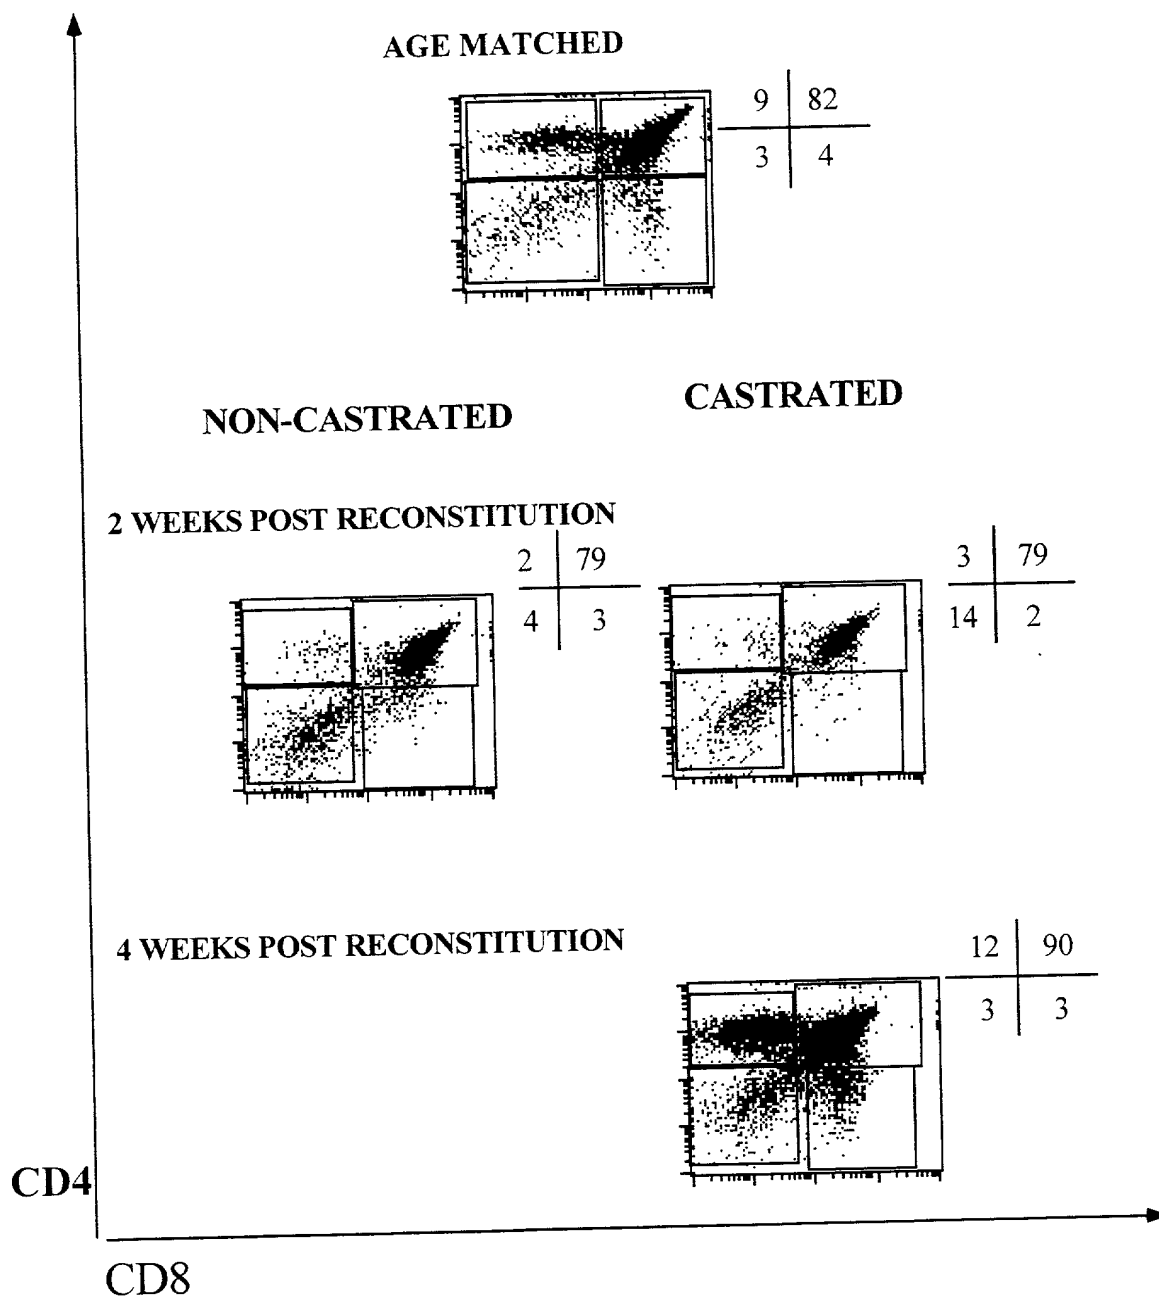 AGE MATCHED
9 82
3 4
NON-CASTRATED
CASTRATED
2 WEEKS POST RECONSTITUTION
2 79
4 3
3 79
14 2
4 WEEKS POST RECONSTITUTION
12 90
3 3
CD4
CD8